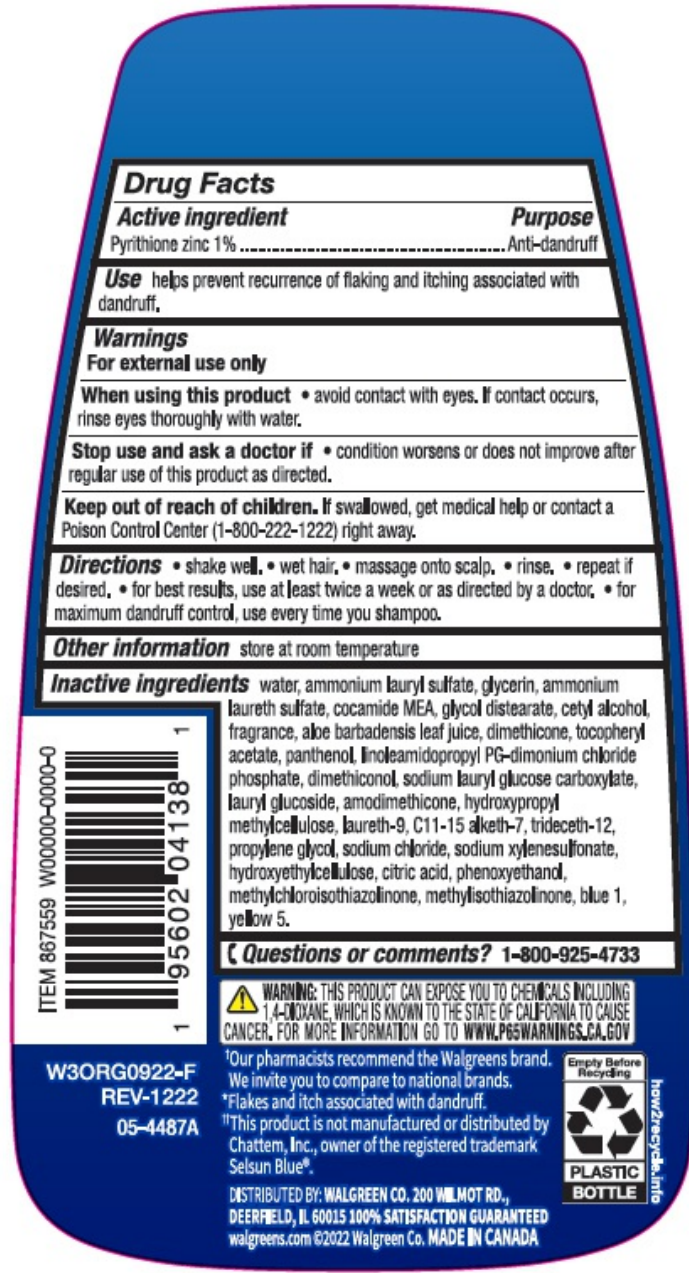 Drug Facts
Active ingredient Purpose
Pyrithione zinc 1% ........................................................ Anti-dandruff
Use helps prevent recurrence of flaking and itching associated with
dandruff.
Warnings
For external use only
When using this product • avoid contact with eyes. If contact occurs,
rinse eyes thoroughly with water.
Stop use and ask a doctor if • condition worsens or does not improve after
regular use of this product as directed.
Keep out of reach of children. If swallowed, get medical help or contact a
Poison Control Center (1-800-222-1222) right away.
Directions • shake well. • wet hair. • massage onto scalp. • rinse. • repeat if
desired. • for best results, use at least twice a week or as directed by a doctor. • for
maximum dandruff control, use every time you shampoo.
Other information store at room temperature
Inactive ingredients water, ammonium lauryl sulfate, glycerin, ammonium
laureth sulfate, cocamide MEA, glycol distearate, cetyl alcohol,
fragrance, aloe barbadensis leaf juice, dimethicone, tocopheryl
acetate, panthenol, linoleamidopropyl PG-dimonium chloride
phosphate, dimethiconol, sodium lauryl glucose carboxylate,
lauryl glucoside, amodimethicone, hydroxypropyl
methylcellulose, laureth-9, C11-15 alketh-7, trideceth-12,
propylene glycol, sodium chloride, sodium xylenesulfonate,
hydroxyethylcellulose, citric acid, phenoxyethanol,
methylchloroisothiazolinone, methylisothiazolinone, blue 1,
yellow 5.
Questions or comments? 1-800-925-4733
ITEM 867559 W00000-0000-0
1 95602 04138 1
WARNING: THIS PRODUCT CAN EXPOSE YOU TO CHEMICALS INCLUDING
1,4-DIOXANE, WHICH IS KNOWN TO THE STATE OF CALIFORNIA TO CAUSE
CANCER. FOR MORE INFORMATION GO TO WWW.P65WARNINGS.CA.GOV
W3ORG0922-F
REV-1222
05-4487A
†Our pharmacists recommend the Walgreens brand.
We invite you to compare to national brands.
*Flakes and itch associated with dandruff.
††This product is not manufactured or distributed by
Chattem, Inc., owner of the registered trademark
Selsun Blue®.
DISTRIBUTED BY: WALGREEN CO. 200 WILMOT RD.,
DEERFIELD, IL 60015 100% SATISFACTION GUARANTEED
walgreens.com ©2022 Walgreen Co. MADE IN CANADA
Empty Before
Recycling
PLASTIC
BOTTLE
how2recycle.info